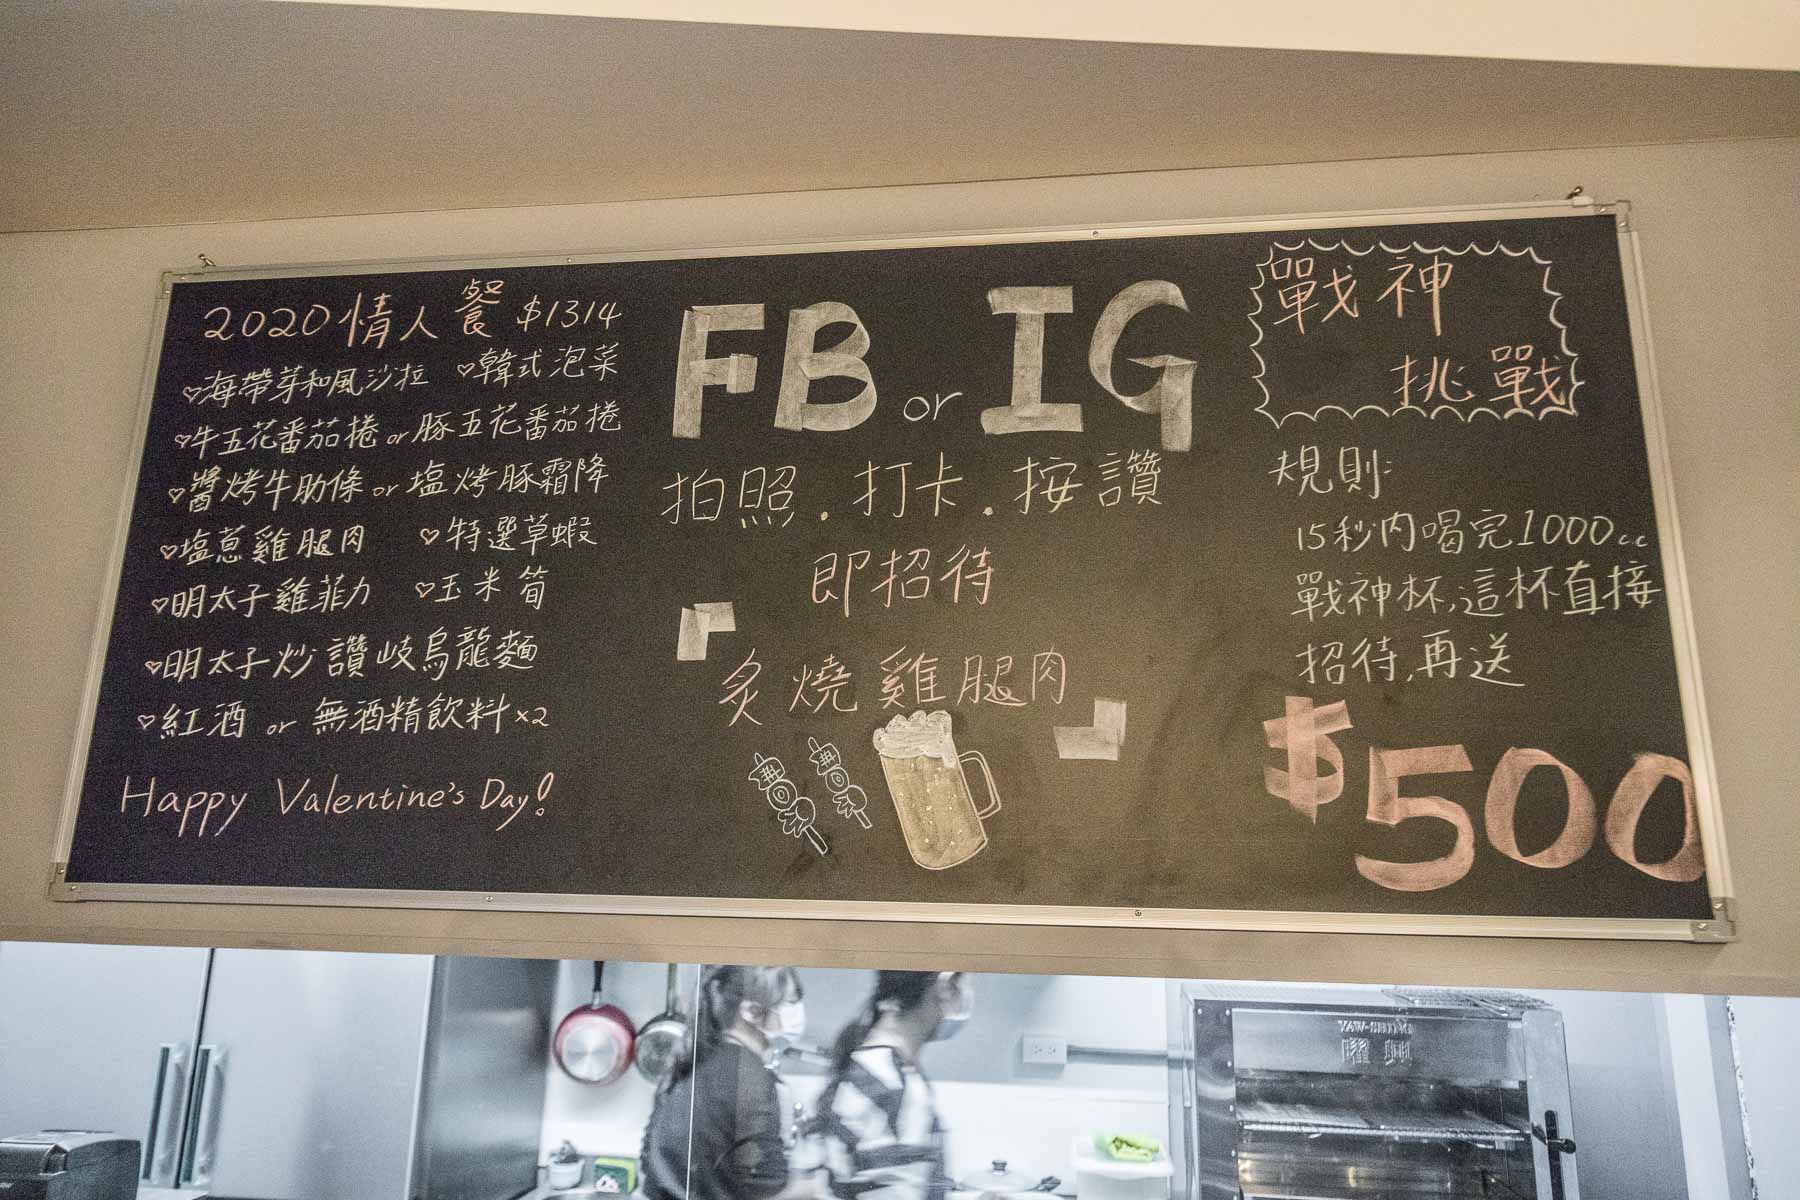 2020情人餐 $1314
♡海帶芽和風沙拉 ♡韓式泡菜
♡牛五花番茄捲 or 豚五花番茄捲
♡醬烤牛肋條 or 塩烤豚霜降
♡塩蔥雞腿肉 ♡特選草蝦
♡明太子雞菲力 ♡玉米筍
♡明太子炒讚岐烏龍麵
♡紅酒 or 無酒精飲料×2
Happy Valentine's Day!
FB or IG
拍照.打卡.按讚
即招待
炙燒雞腿肉
戰神
挑戰
規則:
15秒內喝完1000cc
戰神杯,這杯直接
招待,再送
$500
YAW-SHING
曜興